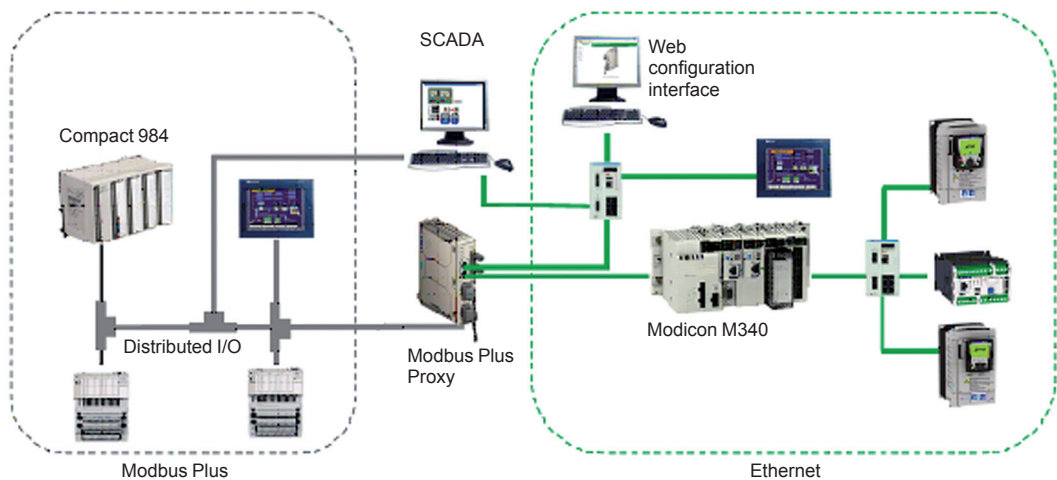 SCADA
Web
configuration
interface
Compact 984
Distributed I/O
Modbus Plus
Proxy
Modicon M340
Modbus Plus
Ethernet